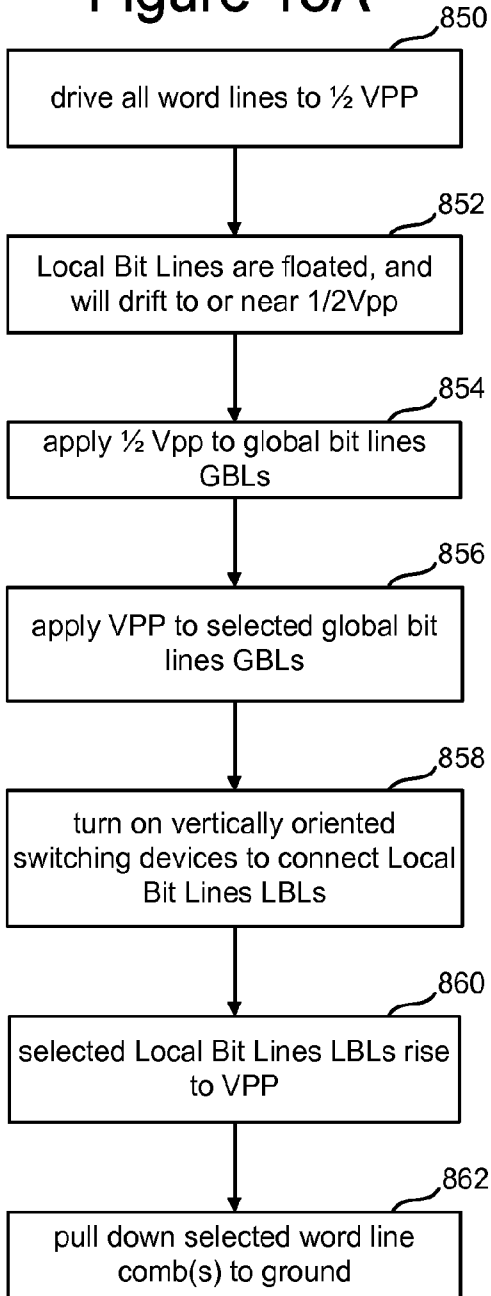 Figure
850
drive all word lines to ½ VPP
852
Local Bit Lines are floated, and
will drift to or near 1/2Vpp
854
apply ½ Vpp to global bit lines
GBLs
856
apply VPP to selected global bit
lines GBLs
858
turn on vertically oriented
switching devices to connect Local
Bit Lines LBLs
860
selected Local Bit Lines LBLs rise
to VPP
862
pull down selected word line
comb(s) to ground